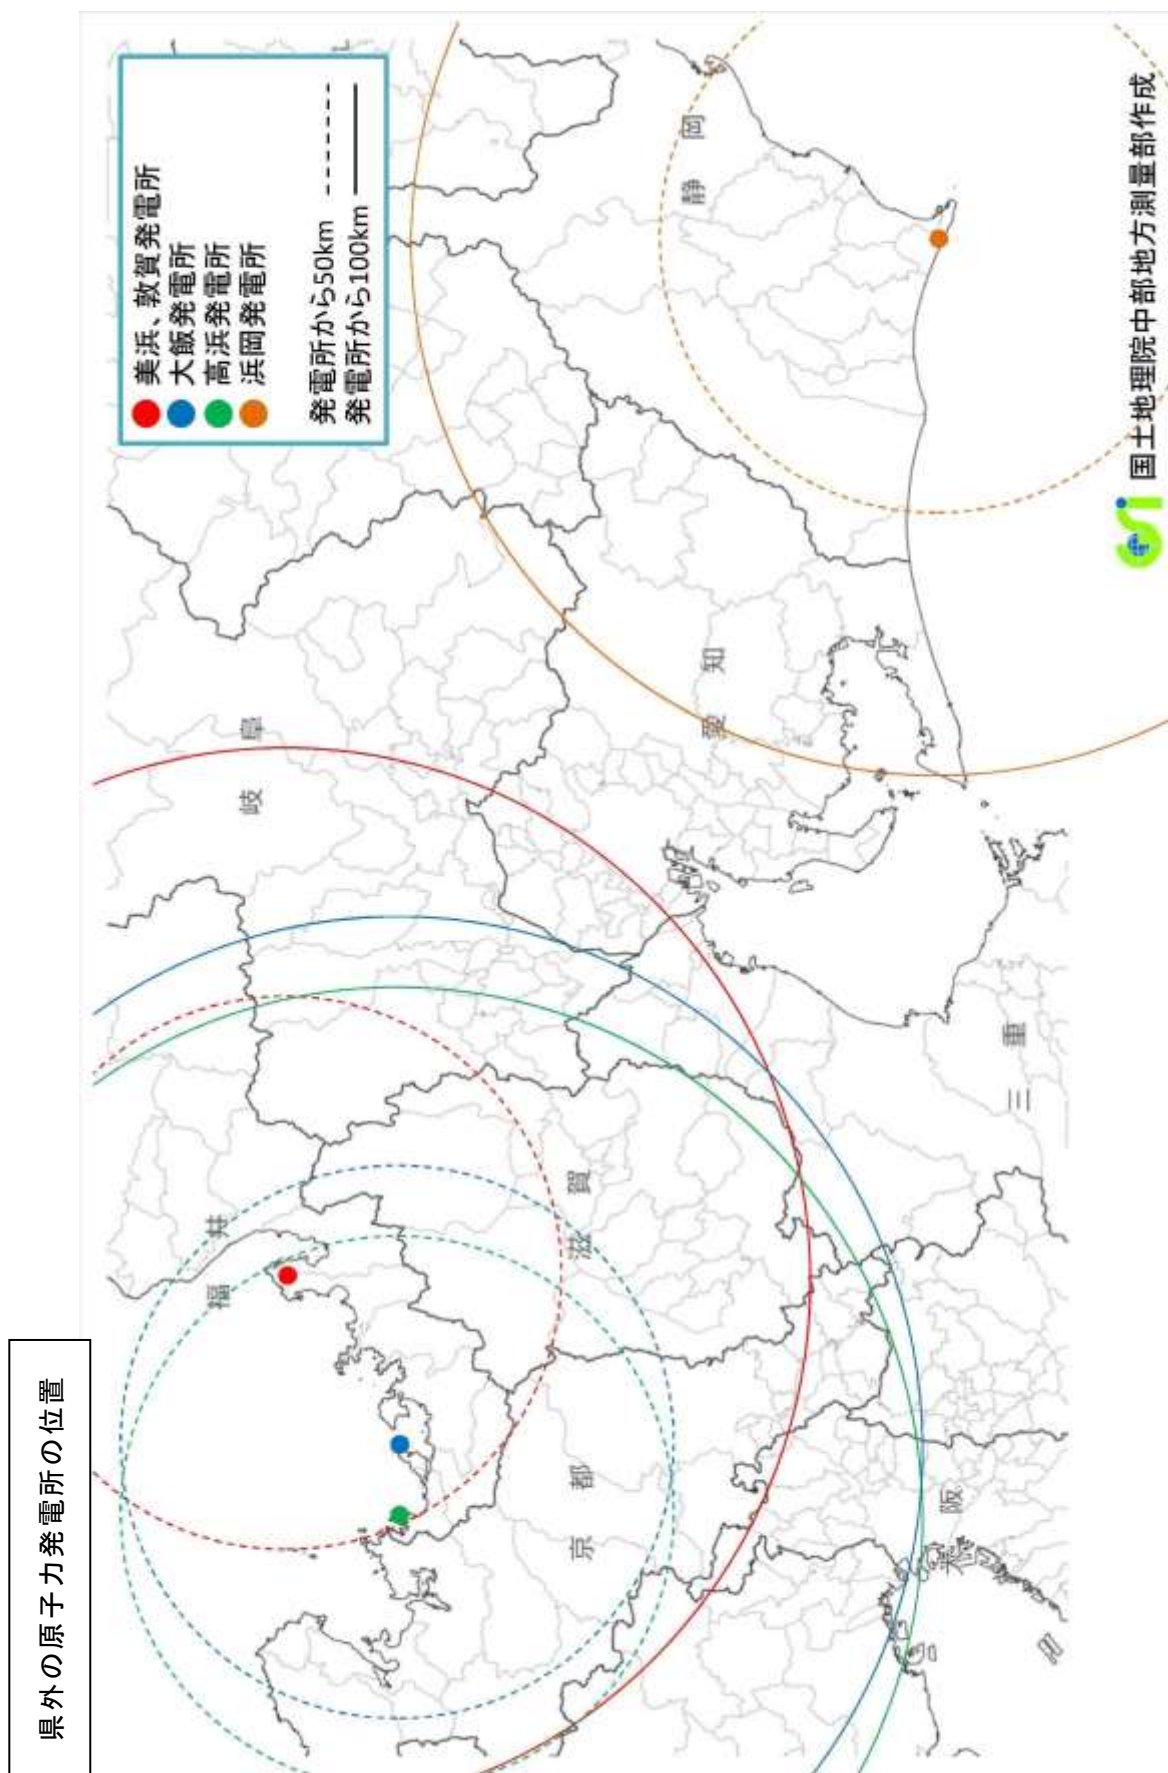 県外の原子力発電所の位置
美浜、敦賀発電所
大飯発電所
高浜発電所
浜岡発電所
発電所から50km
発電所から100km
福井
岐阜
静岡
愛知
滋賀
京都
三重
大阪
国土地理院中部地方測量部作成